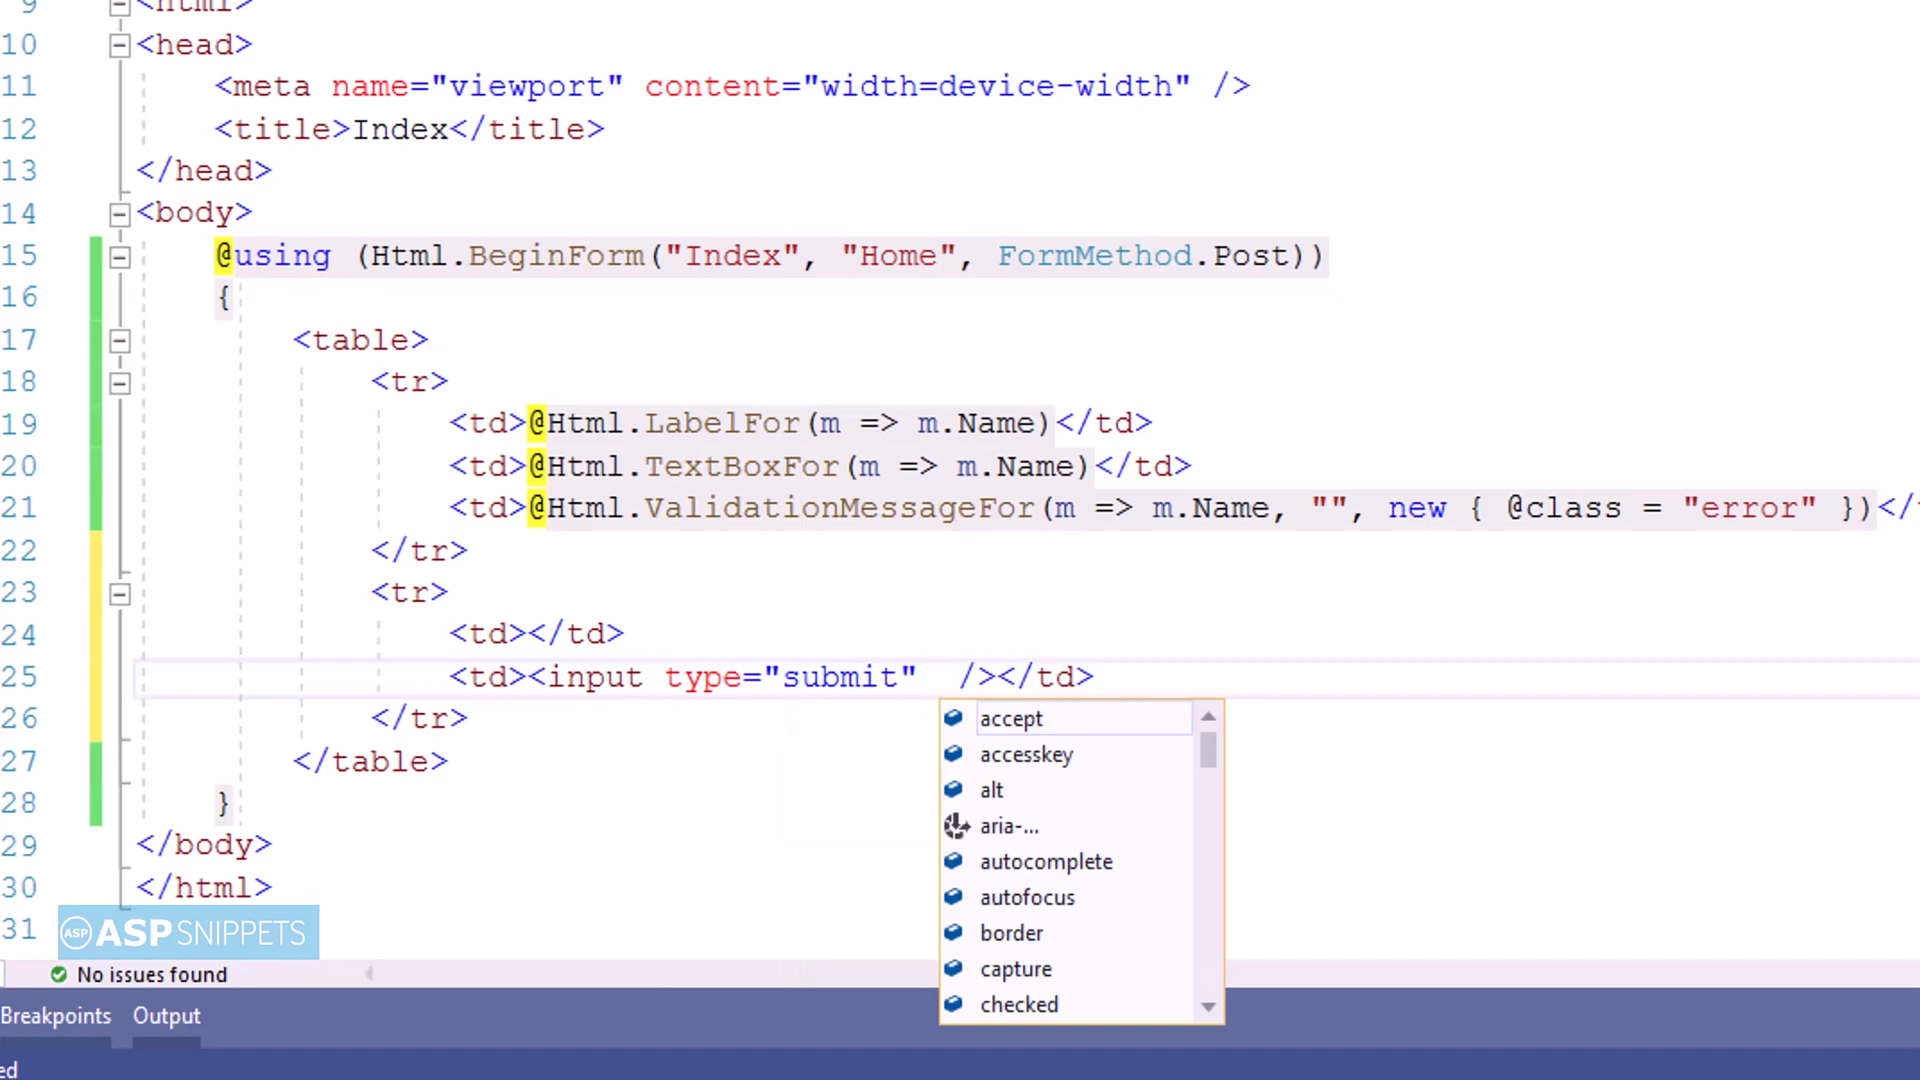 9 <html>
10 <head>
11 <meta name="viewport" content="width=device-width" />
12 <title>Index</title>
13 </head>
14 <body>
15 @using (Html.BeginForm("Index", "Home", FormMethod.Post))
16 {
17 <table>
18 <tr>
19 <td>@Html.LabelFor(m => m.Name)</td>
20 <td>@Html.TextBoxFor(m => m.Name)</td>
21 <td>@Html.ValidationMessageFor(m => m.Name, "", new { @class = "error" })</
22 </tr>
23 <tr>
24 <td></td>
25 <td><input type="submit" /></td>
26 </tr>
27 </table>
28 }
29 </body>
30 </html>
31
accept
accesskey
alt
aria-...
autocomplete
autofocus
border
capture
checked
ASP ASPSNIPPETS
No issues found
Breakpoints Output
ed